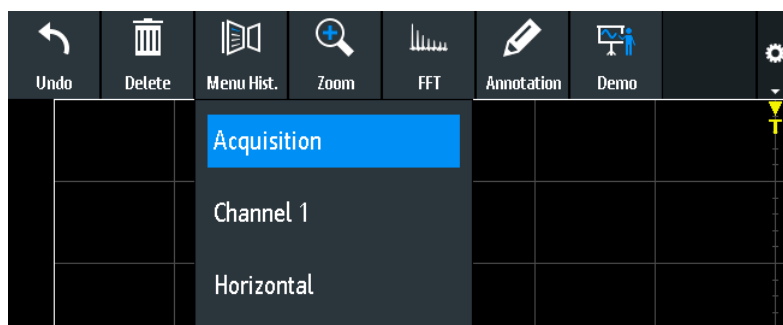 Undo Delete Menu Hist. Zoom FFT Annotation Demo
T
Acquisition
Channel 1
Horizontal